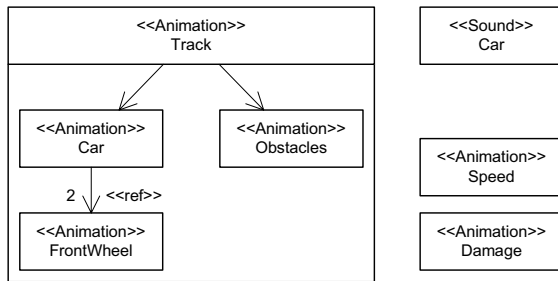 <<Animation>>
Track
<<Sound>>
Car
<<Animation>>
Car
<<Animation>>
Obstacles
<<Animation>>
Speed
2 <<ref>>
<<Animation>>
FrontWheel
<<Animation>>
Damage